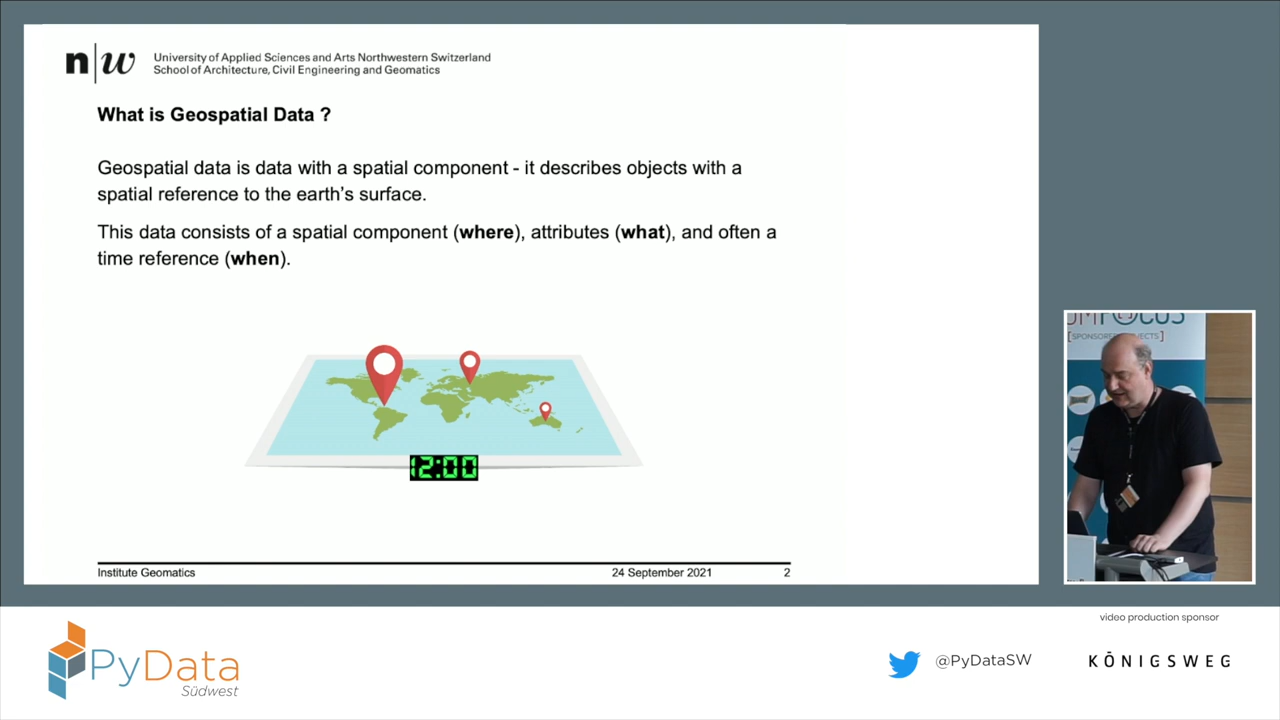 n|w
University of Applied Sciences and Arts Northwestern Switzerland
School of Architecture, Civil Engineering and Geomatics
What is Geospatial Data ?
Geospatial data is data with a spatial component - it describes objects with a
spatial reference to the earth's surface.
This data consists of a spatial component (where), attributes (what), and often a
time reference (when).
12:00
Institute Geomatics 24 September 2021 2
[SPONSORED PROJECTS]
video production sponsor
PyData
Südwest
@PyDataSW
KÖNIGSWEG